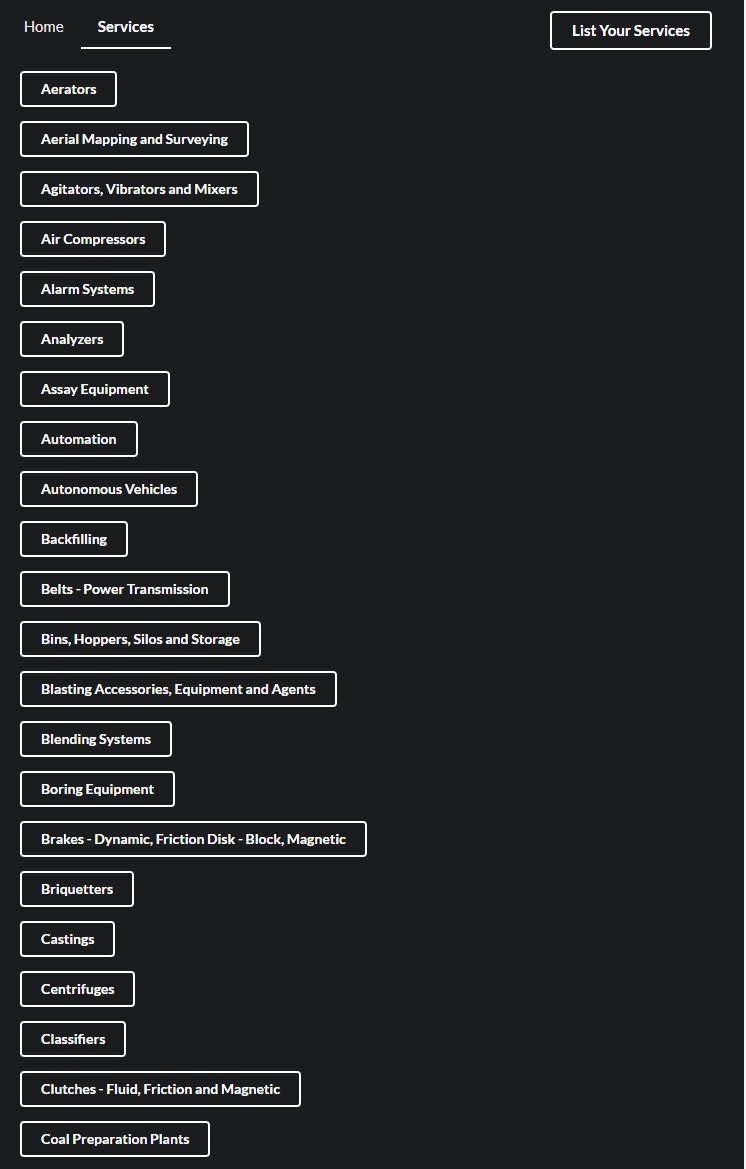 Home Services List Your Services
Aerators
Aerial Mapping and Surveying
Agitators, Vibrators and Mixers
Air Compressors
Alarm Systems
Analyzers
Assay Equipment
Automation
Autonomous Vehicles
Backfilling
Belts - Power Transmission
Bins, Hoppers, Silos and Storage
Blasting Accessories, Equipment and Agents
Blending Systems
Boring Equipment
Brakes - Dynamic, Friction Disk - Block, Magnetic
Briquetters
Castings
Centrifuges
Classifiers
Clutches - Fluid, Friction and Magnetic
Coal Preparation Plants